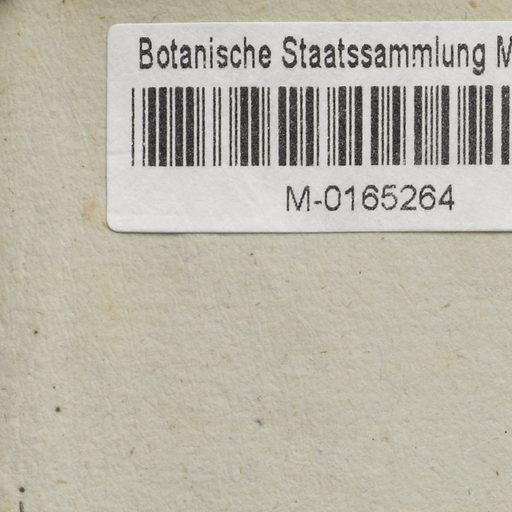 Botanische Staatssammlung M
M-0165264